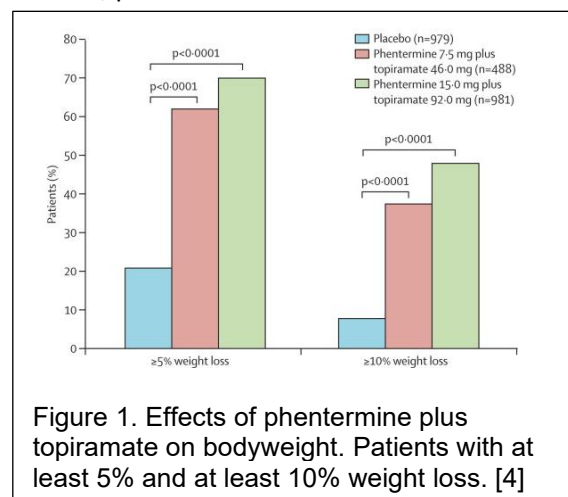 80
70
60
50
40
30
20
10
0
Patients (%)
p<0·0001
p<0·0001
p<0·0001
p<0·0001
Placebo (n=979)
Phentermine 7·5 mg plus
topiramate 46·0 mg (n=488)
Phentermine 15·0 mg plus
topiramate 92·0 mg (n=981)
≥5% weight loss
≥10% weight loss
Figure 1. Effects of phentermine plus
topiramate on bodyweight. Patients with at
least 5% and at least 10% weight loss. [4]